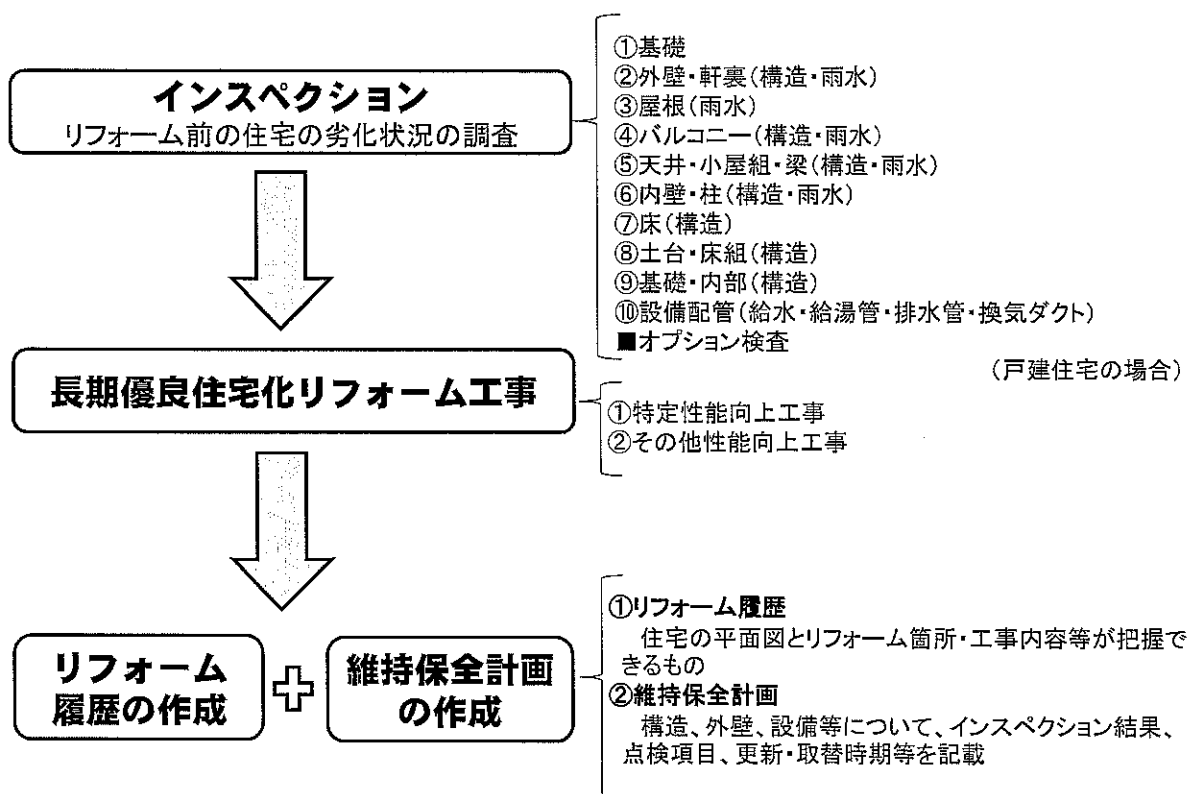 インスペクション
リフォーム前の住宅の劣化状況の調査
①基礎
②外壁・軒裏(構造・雨水)
③屋根(雨水)
④バルコニー(構造・雨水)
⑤天井・小屋組・梁(構造・雨水)
⑥内壁・柱(構造・雨水)
⑦床(構造)
⑧土台・床組(構造)
⑨基礎・内部(構造)
⑩設備配管(給水・給湯管・排水管・換気ダクト)
■オプション検査
(戸建住宅の場合)
長期優良住宅化リフォーム工事
①特定性能向上工事
②その他性能向上工事
リフォーム
履歴の作成
維持保全計画
の作成
①リフォーム履歴
住宅の平面図とリフォーム箇所・工事内容等が把握で
きるもの
②維持保全計画
構造、外壁、設備等について、インスペクション結果、
点検項目、更新・取替時期等を記載